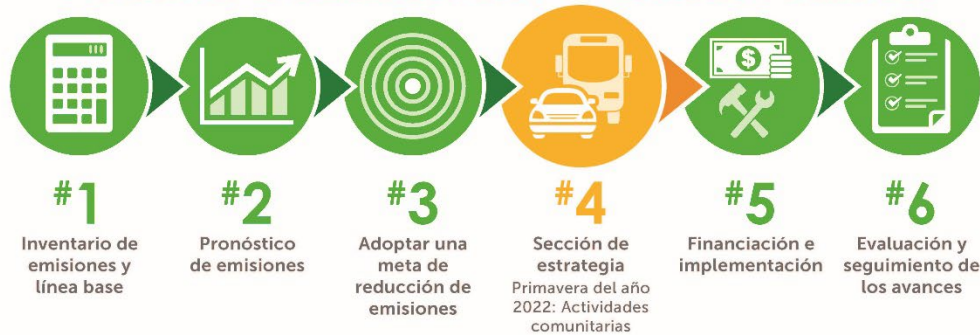 #1
Inventario de
emisiones y
línea base
#2
Pronóstico
de emisiones
#3
Adoptar una
meta de
reducción de
emisiones
#4
Sección de
estrategia
Primavera del año
2022: Actividades
comunitarias
$
#5
Financiación e
implementación
#6
Evaluación y
seguimiento de
los avances